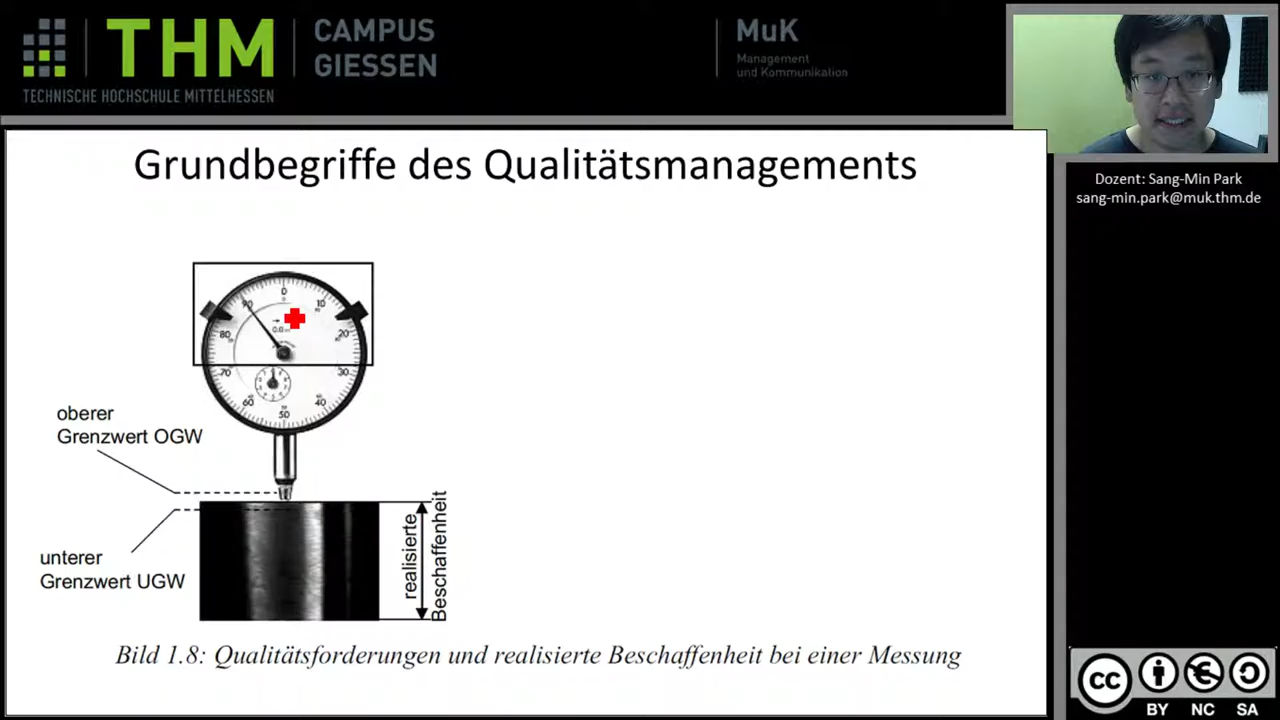 THM
CAMPUS
GIESSEN
TECHNISCHE HOCHSCHULE MITTELHESSEN
MuK
Management
und Kommunikation
Dozent: Sang-Min Park
sang-min.park@muk.thm.de
Grundbegriffe des Qualitätsmanagements
0
90
10
80
20
70
30
60
40
50
oberer
Grenzwert OGW
unterer
Grenzwert UGW
realisierte
Beschaffenheit
Bild 1.8: Qualitätsforderungen und realisierte Beschaffenheit bei einer Messung
cc
BY NC SA